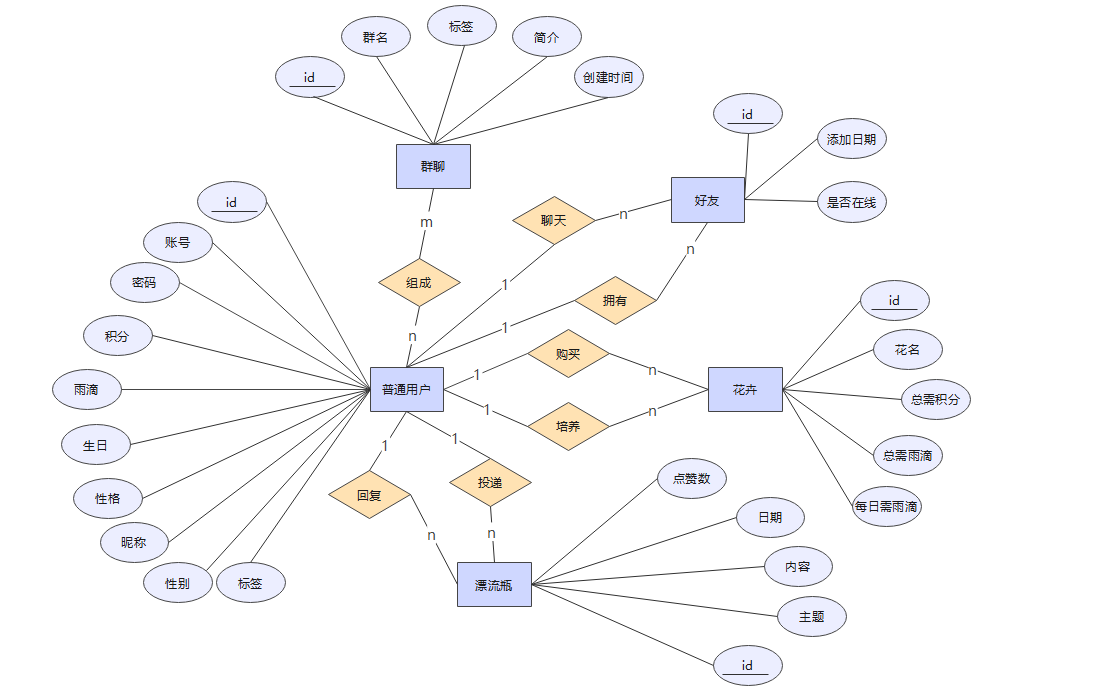 标签
群名
简介
id
创建时间
id
添加日期
群聊
好友
是否在线
id
聊天
n
m
账号
n
组成
密码
1
拥有
id
1
n
积分
购买
花名
n
1
雨滴
普通用户
花卉
总需积分
1
n
培养
生日
1
1
总需雨滴
点赞数
投递
性格
回复
每日需雨滴
日期
n
n
昵称
内容
性别
标签
漂流瓶
主题
id